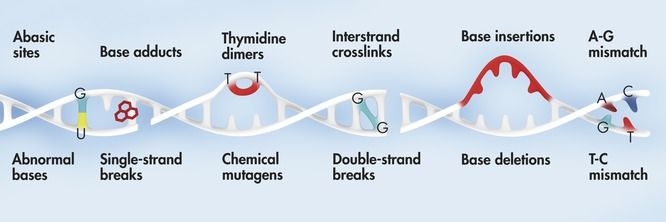 Abasic
sites
Base adducts
Thymidine
dimers
Interstrand
crosslinks
Base insertions
A-G
mismatch
G
U
T T
G
G
A C
G T
Abnormal
bases
Single-strand
breaks
Chemical
mutagens
Double-strand
breaks
Base deletions
T-C
mismatch